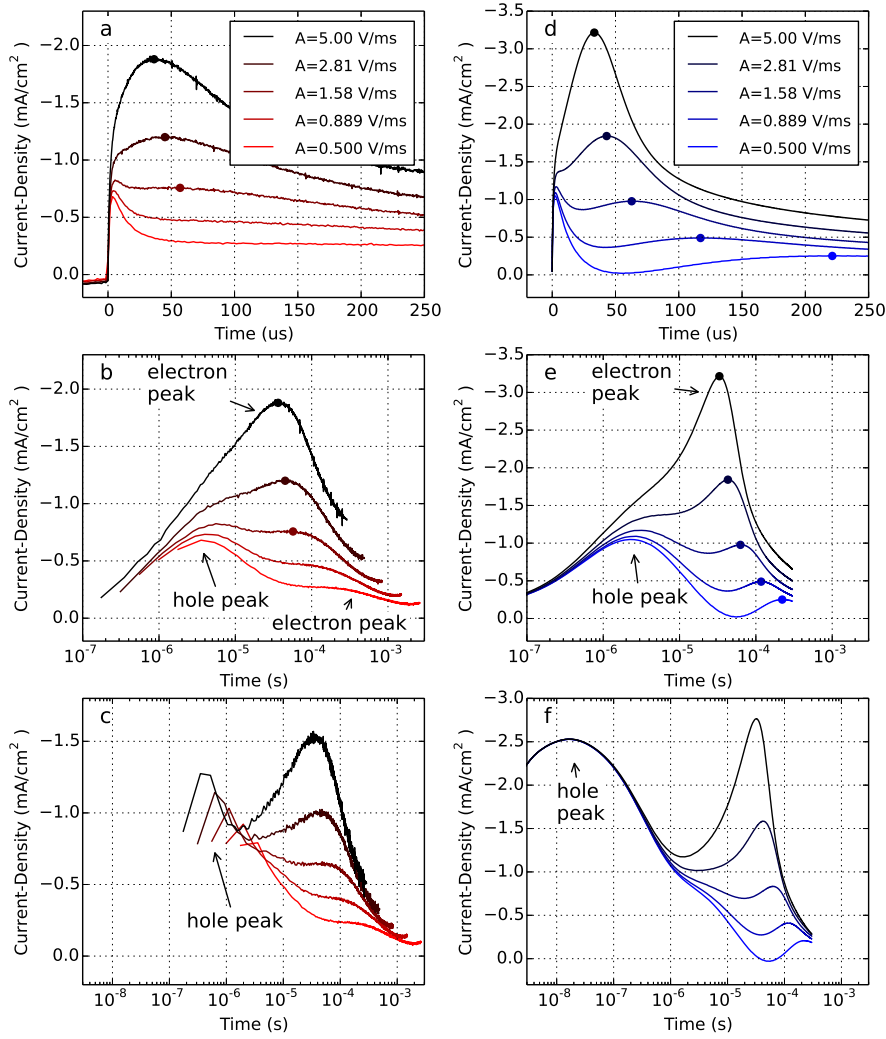 a
A=5.00 V/ms
A=2.81 V/ms
A=1.58 V/ms
A=0.889 V/ms
A=0.500 V/ms
−2.0
−1.5
−1.0
−0.5
0.0
Current-Density (mA/cm²)
0 50 100 150 200 250
Time (us)
d
A=5.00 V/ms
A=2.81 V/ms
A=1.58 V/ms
A=0.889 V/ms
A=0.500 V/ms
−3.5
−3.0
−2.5
−2.0
−1.5
−1.0
−0.5
0.0
Current-Density (mA/cm²)
0 50 100 150 200 250
Time (us)
b
electron
peak
hole peak
electron peak
−2.0
−1.5
−1.0
−0.5
0.0
Current-Density (mA/cm²)
10⁻⁷ 10⁻⁶ 10⁻⁵ 10⁻⁴ 10⁻³
Time (s)
e
electron
peak
hole peak
−3.5
−3.0
−2.5
−2.0
−1.5
−1.0
−0.5
0.0
Current-Density (mA/cm²)
10⁻⁷ 10⁻⁶ 10⁻⁵ 10⁻⁴ 10⁻³
Time (s)
c
hole peak
−1.5
−1.0
−0.5
0.0
Current-Density (mA/cm²)
10⁻⁸ 10⁻⁷ 10⁻⁶ 10⁻⁵ 10⁻⁴ 10⁻³
Time (s)
f
hole
peak
−3.0
−2.5
−2.0
−1.5
−1.0
−0.5
0.0
Current-Density (mA/cm²)
10⁻⁸ 10⁻⁷ 10⁻⁶ 10⁻⁵ 10⁻⁴ 10⁻³
Time (s)